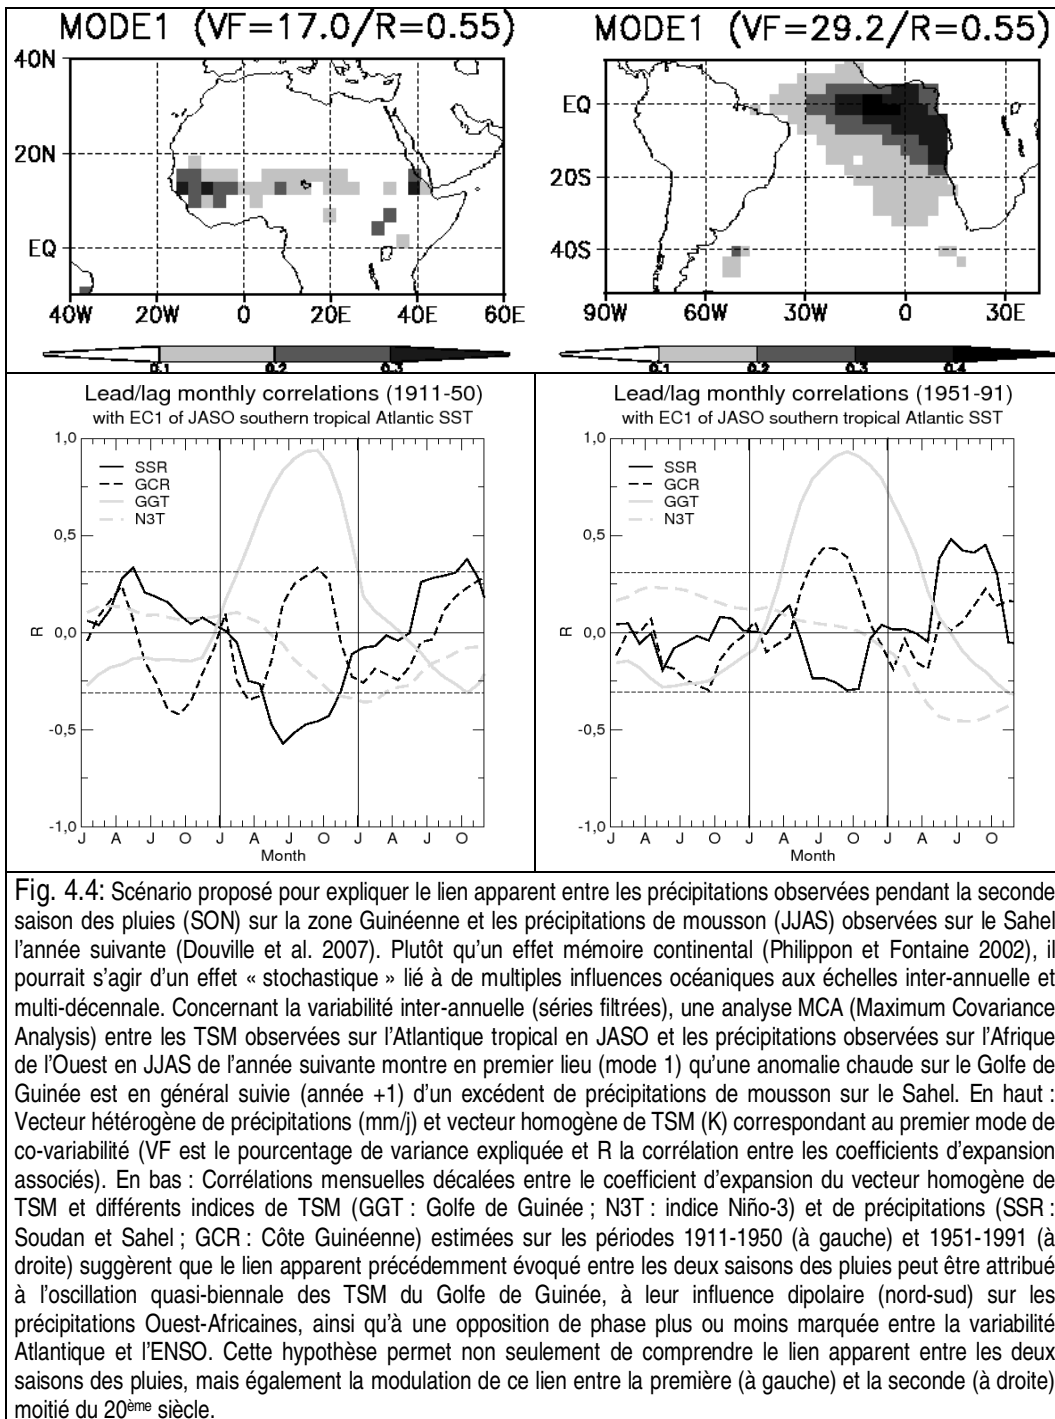 MODE1 (VF=17.0/R=0.55)
40N
20N
EQ
40W 20W 0 20E 40E 60E
0.1 0.2 0.3
MODE1 (VF=29.2/R=0.55)
EQ
20S
40S
90W 60W 30W 0 30E
0.1 0.2 0.3 0.4
Lead/lag monthly correlations (1911-50)
with EC1 of JASO southern tropical Atlantic SST
1,0
0,5
0,0
-0,5
-1,0
R
SSR
GCR
GGT
N3T
J A J O J A J O J A J O
Month
Lead/lag monthly correlations (1951-91)
with EC1 of JASO southern tropical Atlantic SST
1,0
0,5
0,0
-0,5
-1,0
R
SSR
GCR
GGT
N3T
J A J O J A J O J A J O
Month
Fig. 4.4: Scénario proposé pour expliquer le lien apparent entre les précipitations observées pendant la seconde
saison des pluies (SON) sur la zone Guinéenne et les précipitations de mousson (JJAS) observées sur le Sahel
l'année suivante (Douville et al. 2007). Plutôt qu'un effet mémoire continental (Philippon et Fontaine 2002), il
pourrait s'agir d'un effet « stochastique » lié à de multiples influences océaniques aux échelles inter-annuelle et
multi-décennale. Concernant la variabilité inter-annuelle (séries filtrées), une analyse MCA (Maximum Covariance
Analysis) entre les TSM observées sur l'Atlantique tropical en JASO et les précipitations observées sur l'Afrique
de l'Ouest en JJAS de l'année suivante montre en premier lieu (mode 1) qu'une anomalie chaude sur le Golfe de
Guinée est en général suivie (année +1) d'un excédent de précipitations de mousson sur le Sahel. En haut :
Vecteur hétérogène de précipitations (mm/j) et vecteur homogène de TSM (K) correspondant au premier mode de
co-variabilité (VF est le pourcentage de variance expliquée et R la corrélation entre les coefficients d'expansion
associés). En bas : Corrélations mensuelles décalées entre le coefficient d'expansion du vecteur homogène de
TSM et différents indices de TSM (GGT : Golfe de Guinée ; N3T : indice Niño-3) et de précipitations (SSR :
Soudan et Sahel ; GCR : Côte Guinéenne) estimées sur les périodes 1911-1950 (à gauche) et 1951-1991 (à
droite) suggèrent que le lien apparent précédemment évoqué entre les deux saisons des pluies peut être attribué
à l'oscillation quasi-biennale des TSM du Golfe de Guinée, à leur influence dipolaire (nord-sud) sur les
précipitations Ouest-Africaines, ainsi qu'à une opposition de phase plus ou moins marquée entre la variabilité
Atlantique et l'ENSO. Cette hypothèse permet non seulement de comprendre le lien apparent entre les deux
saisons des pluies, mais également la modulation de ce lien entre la première (à gauche) et la seconde (à droite)
moitié du 20ème siècle.